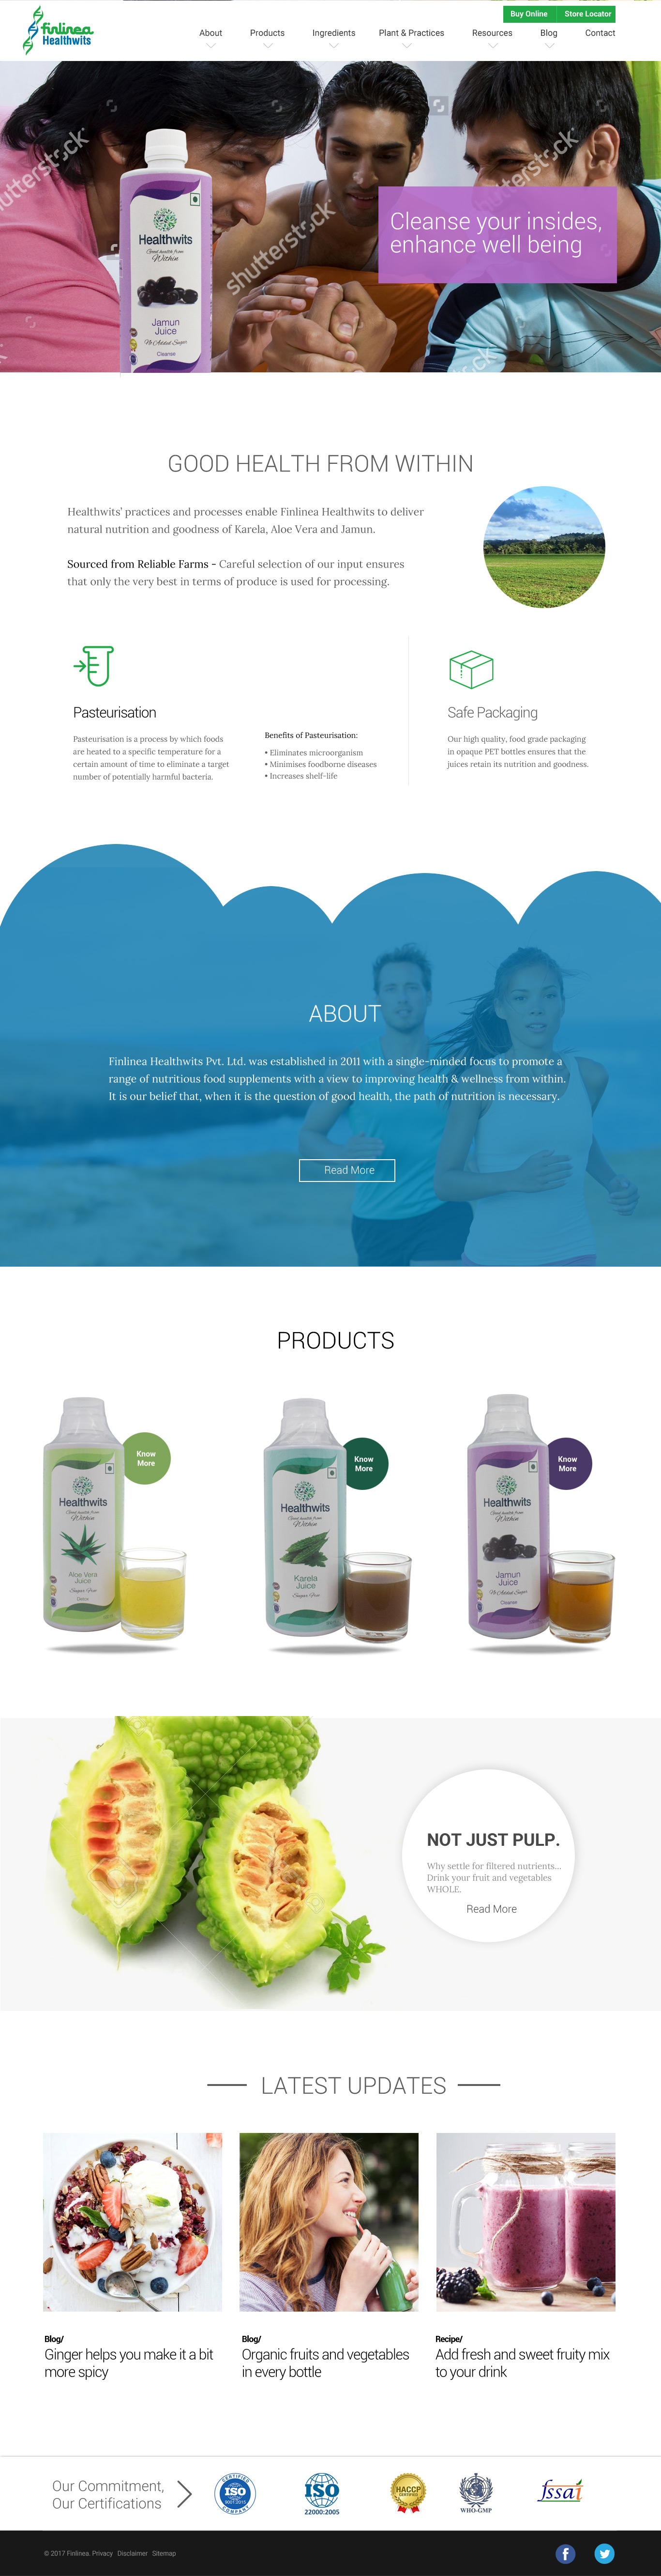 Buy Online Store Locator
finlinea
Healthwits
About Products Ingredients Plant & Practices Resources Blog Contact
shutterstock
shutterstock
shutterstock
Cleanse your insides,
enhance well being
Healthwits
Good health from
Within
Jamun
Juice
No Added Sugar
Cleanse
GOOD HEALTH FROM WITHIN
Healthwits' practices and processes enable Finlinea Healthwits to deliver
natural nutrition and goodness of Karela, Aloe Vera and Jamun.
Sourced from Reliable Farms - Careful selection of our input ensures
that only the very best in terms of produce is used for processing.
Pasteurisation
Pasteurisation is a process by which foods
are heated to a specific temperature for a
certain amount of time to eliminate a target
number of potentially harmful bacteria.
Benefits of Pasteurisation:
• Eliminates microorganism
• Minimises foodborne diseases
• Increases shelf-life
Safe Packaging
Our high quality, food grade packaging
in opaque PET bottles ensures that the
juices retain its nutrition and goodness.
ABOUT
Finlinea Healthwits Pvt. Ltd. was established in 2011 with a single-minded focus to promote a
range of nutritious food supplements with a view to improving health & wellness from within.
It is our belief that, when it is the question of good health, the path of nutrition is necessary.
Read More
PRODUCTS
Know
More
Healthwits
Good health from
Within
Aloe Vera
Juice
Sugar Free
Detox
Know
More
Healthwits
Good health from
Within
Karela
Juice
Sugar Free
Know
More
Healthwits
Good health from
Within
Jamun
Juice
Cleanse
NOT JUST PULP.
Why settle for filtered nutrients...
Drink your fruit and vegetables
WHOLE.
Read More
LATEST UPDATES
Blog/
Ginger helps you make it a bit
more spicy
Blog/
Organic fruits and vegetables
in every bottle
Recipe/
Add fresh and sweet fruity mix
to your drink
Our Commitment,
Our Certifications
CERTIFIED
ISO
9001:2015
COMPANY
ISO
22000:2005
HACCP
CERTIFIED
WHO-GMP
fssai
© 2017 Finlinea. Privacy Disclaimer Sitemap